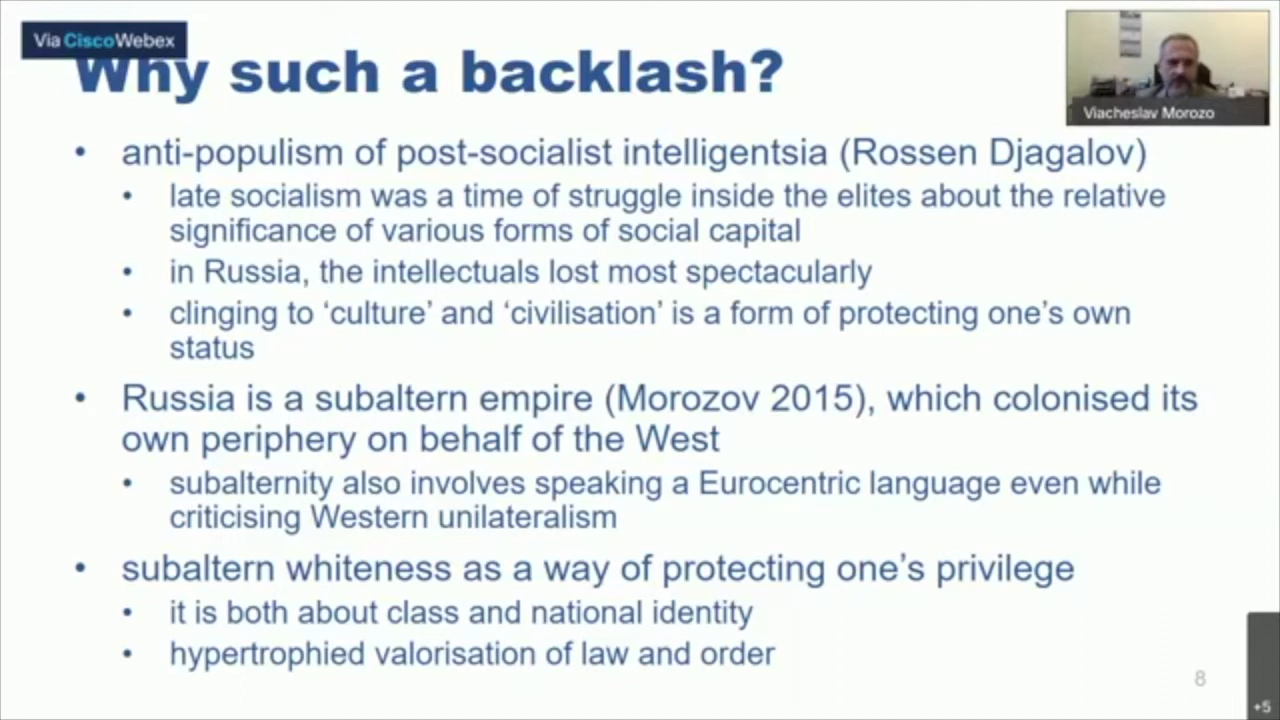 Via CiscoWebex
Why such a backlash?
Viacheslav Morozo
• anti-populism of post-socialist intelligentsia (Rossen Djagalov)
• late socialism was a time of struggle inside the elites about the relative
significance of various forms of social capital
• in Russia, the intellectuals lost most spectacularly
• clinging to ‘culture’ and ‘civilisation’ is a form of protecting one’s own
status
• Russia is a subaltern empire (Morozov 2015), which colonised its
own periphery on behalf of the West
• subalternity also involves speaking a Eurocentric language even while
criticising Western unilateralism
• subaltern whiteness as a way of protecting one’s privilege
• it is both about class and national identity
• hypertrophied valorisation of law and order
8
+5